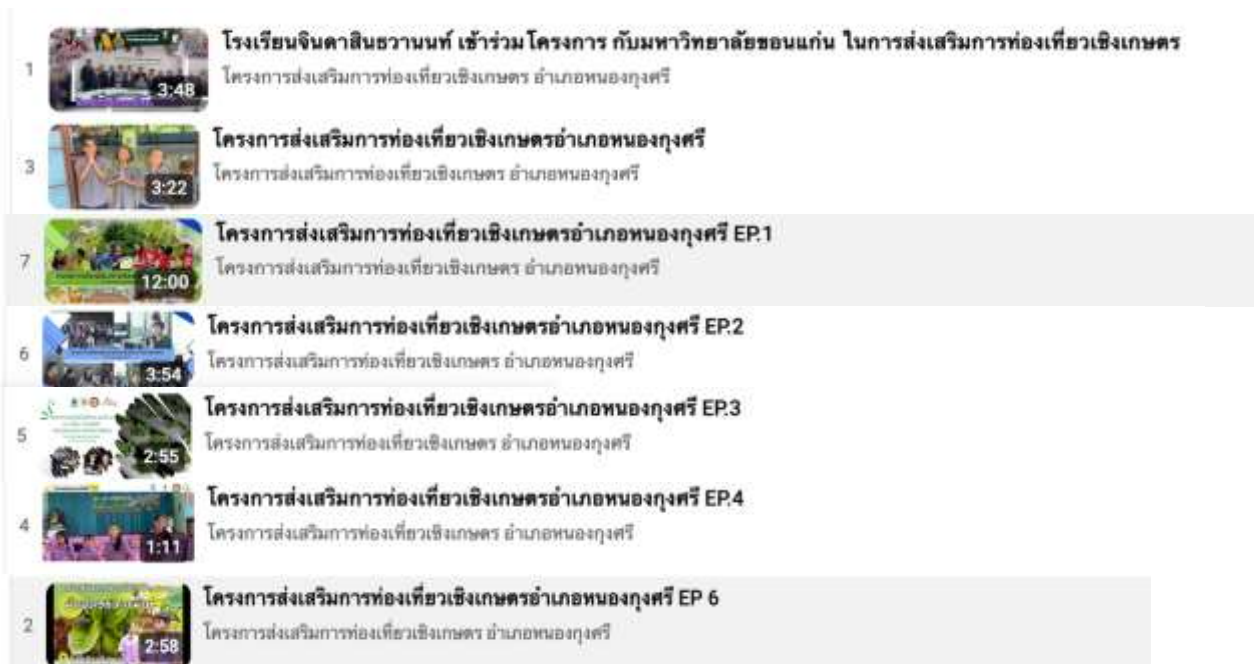 1
3:48
โรงเรียนจินดาสินธวานนท์ เข้าร่วมโครงการ กับมหาวิทยาลัยขอนแก่น ในการส่งเสริมการท่องเที่ยวเชิงเกษตร
โครงการส่งเสริมการท่องเที่ยวเชิงเกษตร อำเภอหนองกุงศรี
3
3:22
โครงการส่งเสริมการท่องเที่ยวเชิงเกษตรอำเภอหนองกุงศรี
โครงการส่งเสริมการท่องเที่ยวเชิงเกษตร อำเภอหนองกุงศรี
7
12:00
โครงการส่งเสริมการท่องเที่ยวเชิงเกษตรอำเภอหนองกุงศรี EP.1
โครงการส่งเสริมการท่องเที่ยวเชิงเกษตร อำเภอหนองกุงศรี
6
3:54
โครงการส่งเสริมการท่องเที่ยวเชิงเกษตรอำเภอหนองกุงศรี EP.2
โครงการส่งเสริมการท่องเที่ยวเชิงเกษตร อำเภอหนองกุงศรี
5
2:55
โครงการส่งเสริมการท่องเที่ยวเชิงเกษตรอำเภอหนองกุงศรี EP.3
โครงการส่งเสริมการท่องเที่ยวเชิงเกษตร อำเภอหนองกุงศรี
4
1:11
โครงการส่งเสริมการท่องเที่ยวเชิงเกษตรอำเภอหนองกุงศรี EP.4
โครงการส่งเสริมการท่องเที่ยวเชิงเกษตร อำเภอหนองกุงศรี
2
2:58
โครงการส่งเสริมการท่องเที่ยวเชิงเกษตรอำเภอหนองกุงศรี EP 6
โครงการส่งเสริมการท่องเที่ยวเชิงเกษตร อำเภอหนองกุงศรี